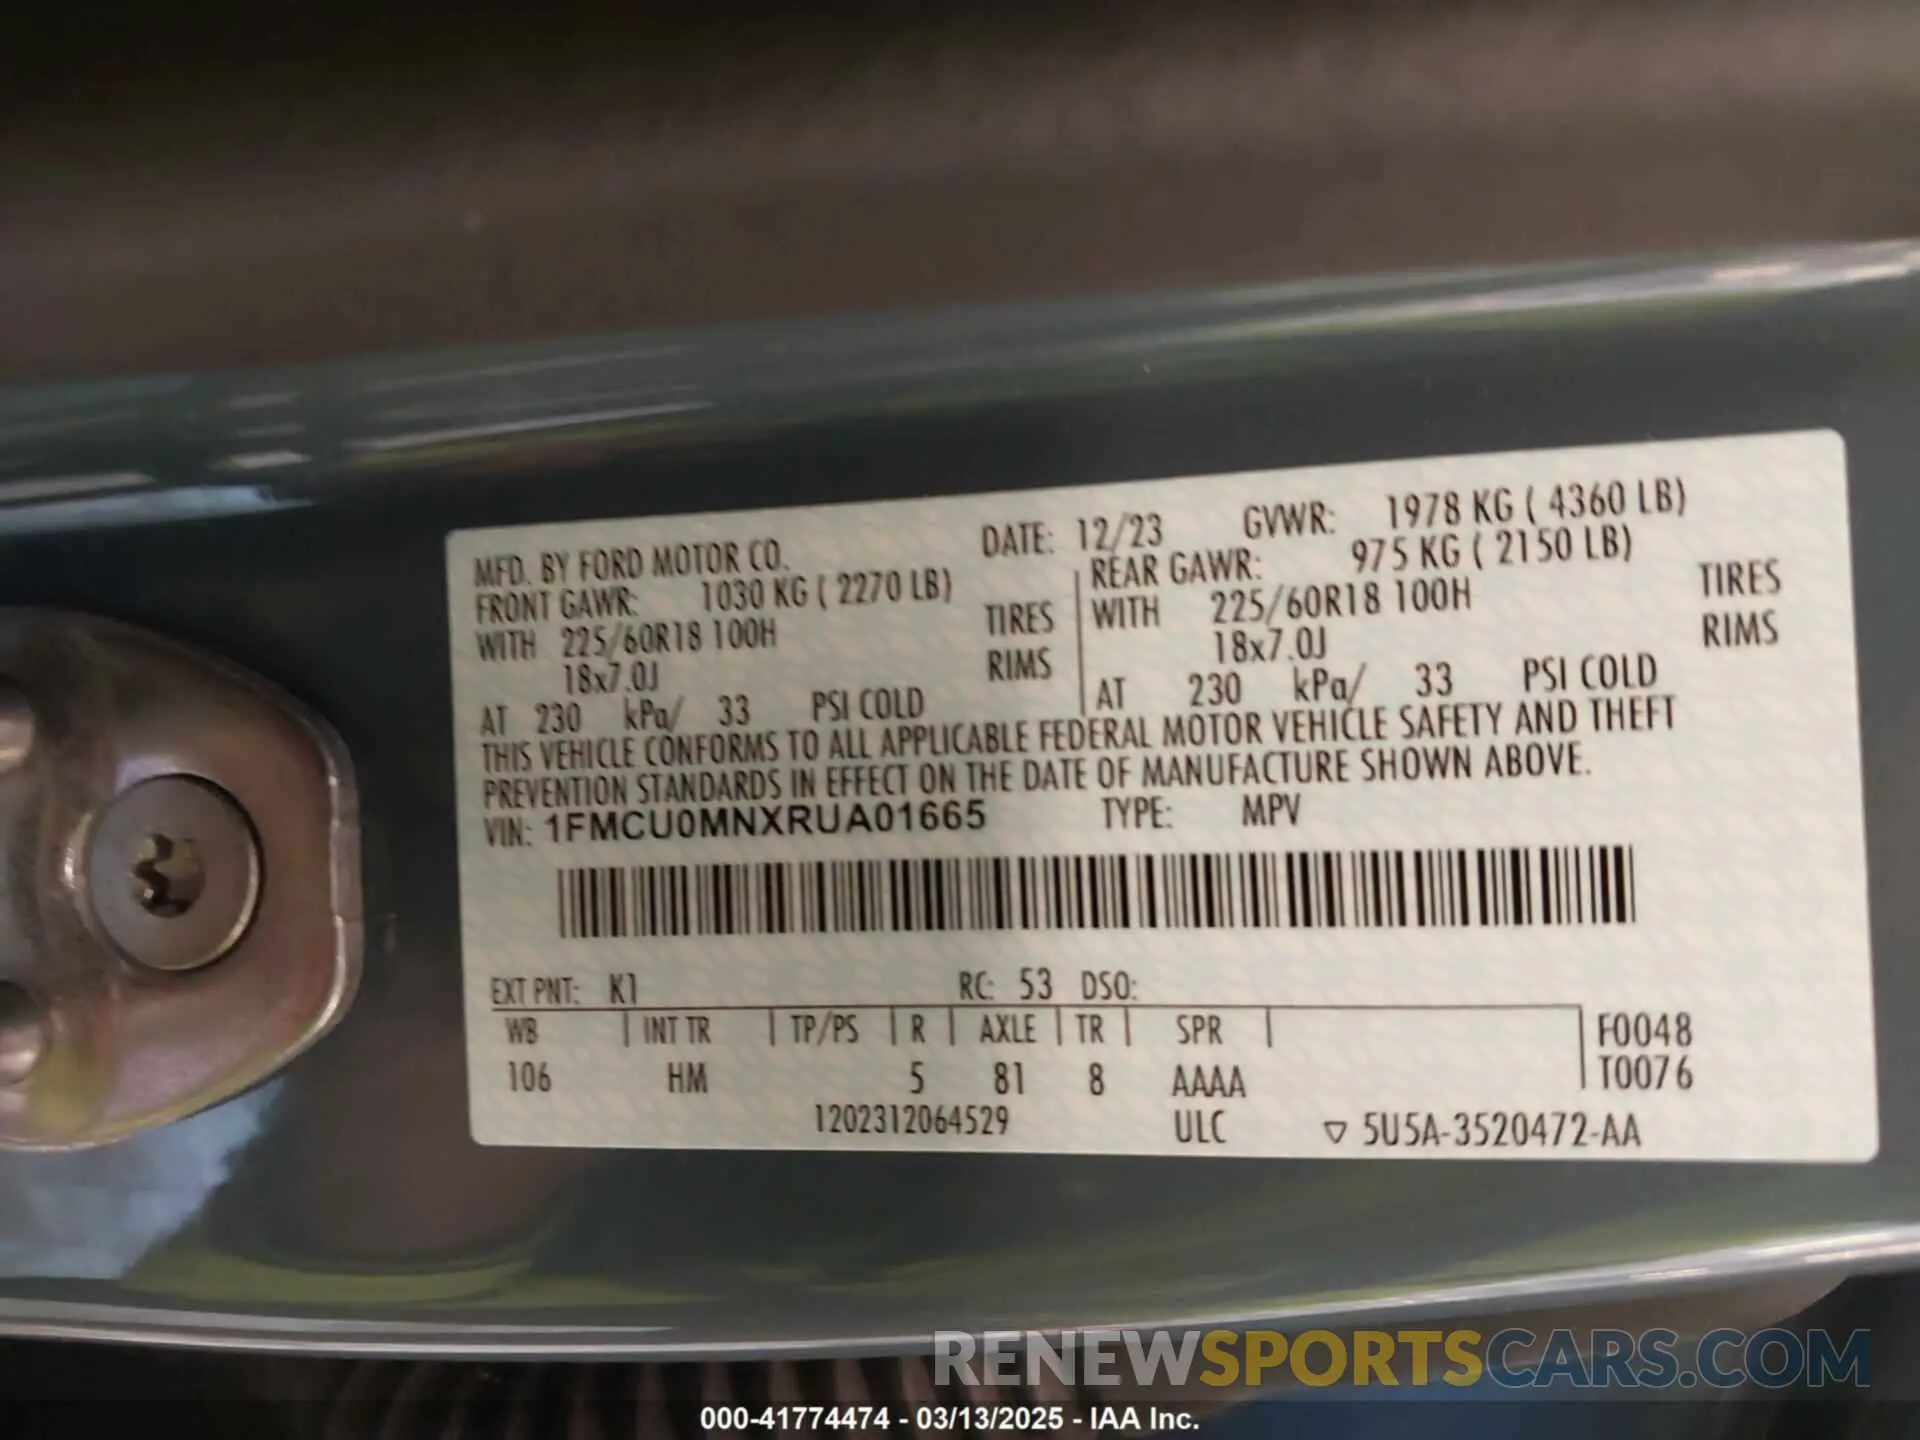 MFD. BY FORD MOTOR CO. DATE: 12/23 GVWR: 1978 KG ( 4360 LB)
FRONT GAWR: 1030 KG ( 2270 LB) REAR GAWR: 975 KG ( 2150 LB)
WITH 225/60R18 100H TIRES WITH 225/60R18 100H TIRES
18x7.0J RIMS 18x7.0J RIMS
AT 230 kPa/ 33 PSI COLD AT 230 kPa/ 33 PSI COLD
THIS VEHICLE CONFORMS TO ALL APPLICABLE FEDERAL MOTOR VEHICLE SAFETY AND THEFT
PREVENTION STANDARDS IN EFFECT ON THE DATE OF MANUFACTURE SHOWN ABOVE.
VIN: 1FMCU0MNXRUA01665 TYPE: MPV
EXT PNT: K1 RC: 53 DSO:
WB INT TR TP/PS R AXLE TR SPR F0048
106 HM 5 81 8 AAAA T0076
1202312064529 ULC ▽ 5U5A-3520472-AA
RENEWSPORTSCARS.COM
000-41774474 - 03/13/2025 - IAA Inc.